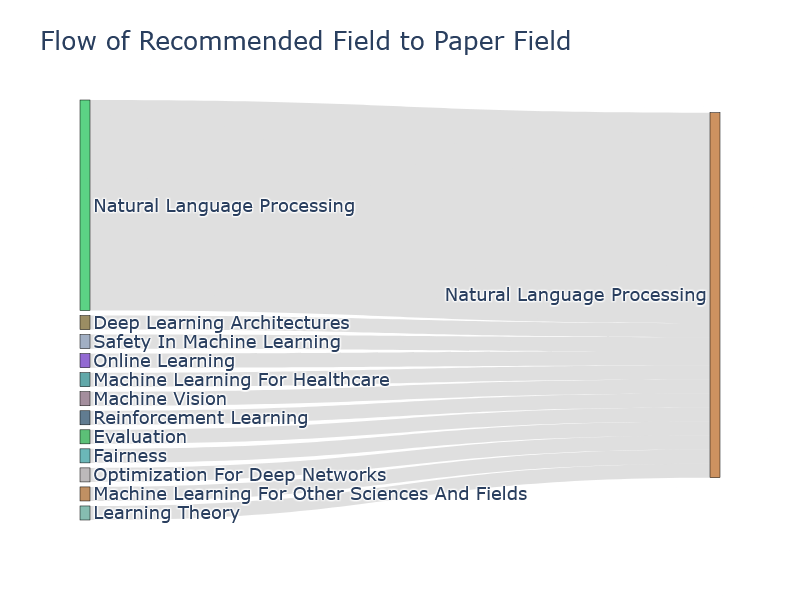 Flow of Recommended Field to Paper Field
Natural Language Processing
Natural Language Processing
Deep Learning Architectures
Safety In Machine Learning
Online Learning
Machine Learning For Healthcare
Machine Vision
Reinforcement Learning
Evaluation
Fairness
Optimization For Deep Networks
Machine Learning For Other Sciences And Fields
Learning Theory